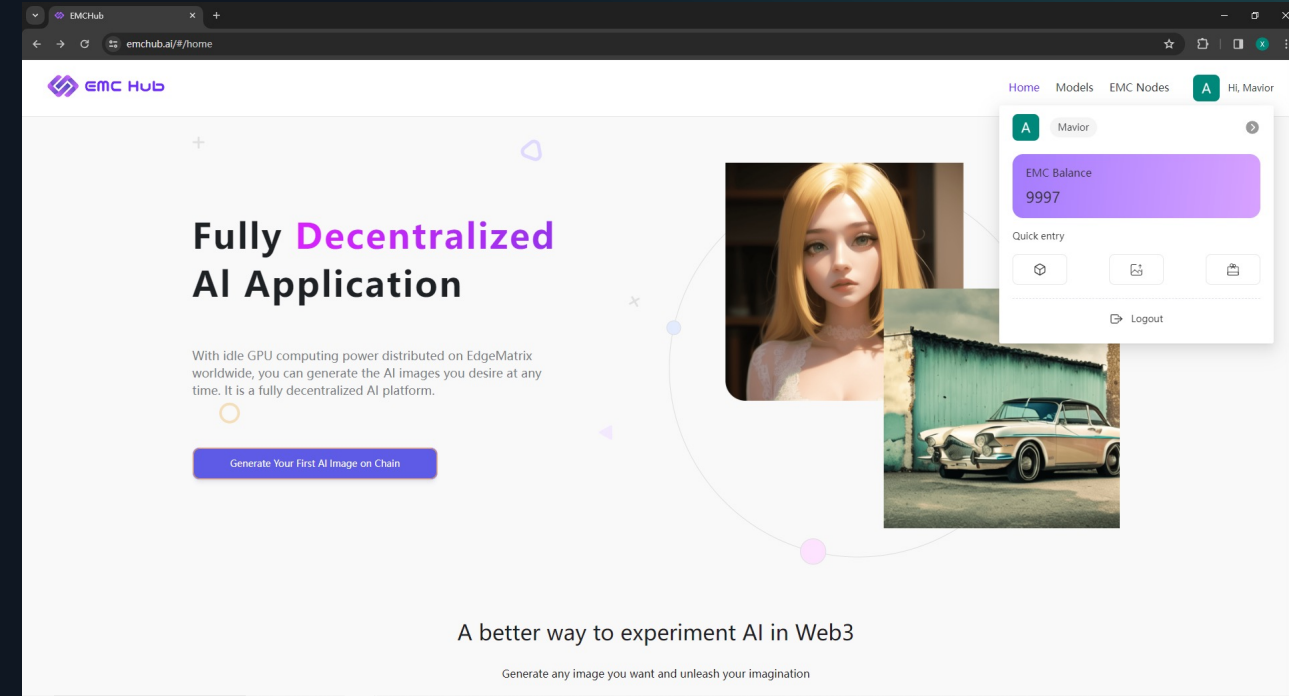 EMCHub
emchub.ai/#/home
X
EMC HUb
Home Models EMC Nodes A Hi, Mavior
A Mavior
EMC Balance
9997
Quick entry
Logout
Fully Decentralized
AI Application
With idle GPU computing power distributed on EdgeMatrix
worldwide, you can generate the AI images you desire at any
time. It is a fully decentralized AI platform.
Generate Your First AI Image on Chain
A better way to experiment AI in Web3
Generate any image you want and unleash your imagination